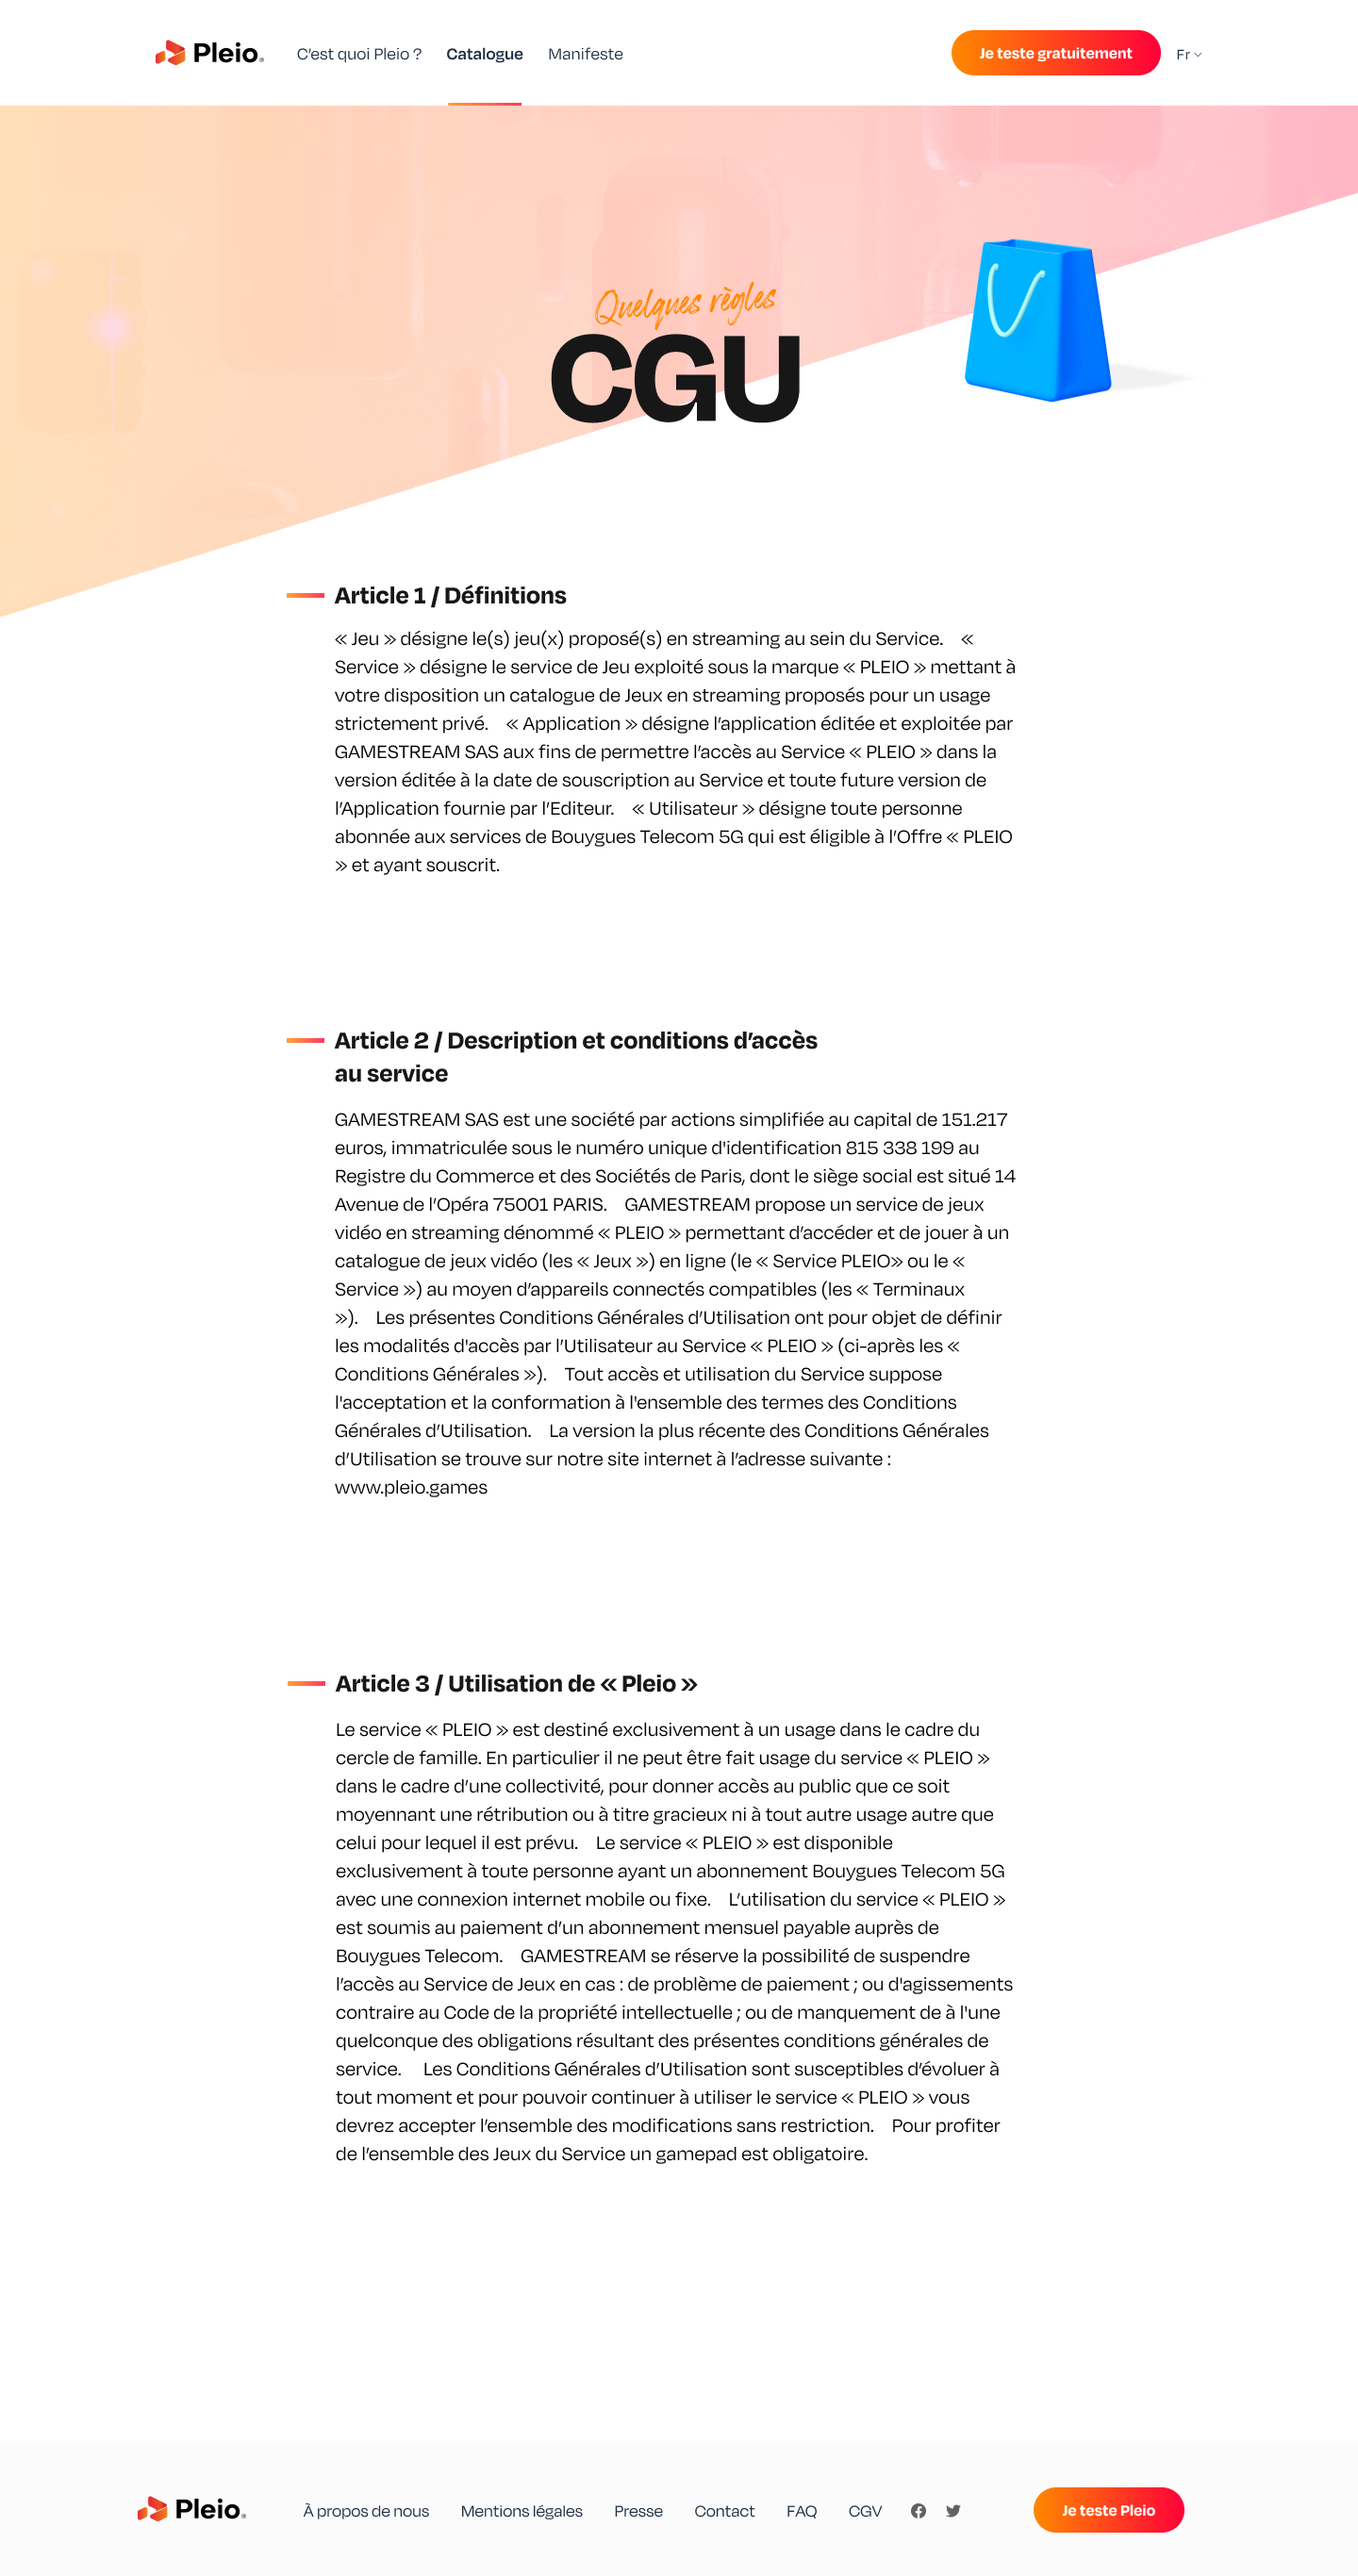 Pleio®
C’est quoi Pleio ?
Catalogue
Manifeste
Je teste gratuitement
Fr
Quelques règles
CGU
Article 1 / Définitions
« Jeu » désigne le(s) jeu(x) proposé(s) en streaming au sein du Service. «
Service » désigne le service de Jeu exploité sous la marque « PLEIO » mettant à
votre disposition un catalogue de Jeux en streaming proposés pour un usage
strictement privé. « Application » désigne l’application éditée et exploitée par
GAMESTREAM SAS aux fins de permettre l’accès au Service « PLEIO » dans la
version éditée à la date de souscription au Service et toute future version de
l’Application fournie par l’Editeur. « Utilisateur » désigne toute personne
abonnée aux services de Bouygues Telecom 5G qui est éligible à l’Offre « PLEIO
» et ayant souscrit.
Article 2 / Description et conditions d’accès
au service
GAMESTREAM SAS est une société par actions simplifiée au capital de 151.217
euros, immatriculée sous le numéro unique d'identification 815 338 199 au
Registre du Commerce et des Sociétés de Paris, dont le siège social est situé 14
Avenue de l’Opéra 75001 PARIS. GAMESTREAM propose un service de jeux
vidéo en streaming dénommé « PLEIO » permettant d’accéder et de jouer à un
catalogue de jeux vidéo (les « Jeux ») en ligne (le « Service PLEIO» ou le «
Service ») au moyen d’appareils connectés compatibles (les « Terminaux
»). Les présentes Conditions Générales d’Utilisation ont pour objet de définir
les modalités d'accès par l’Utilisateur au Service « PLEIO » (ci-après les «
Conditions Générales »). Tout accès et utilisation du Service suppose
l'acceptation et la conformation à l'ensemble des termes des Conditions
Générales d’Utilisation. La version la plus récente des Conditions Générales
d’Utilisation se trouve sur notre site internet à l’adresse suivante :
www.pleio.games
Article 3 / Utilisation de « Pleio »
Le service « PLEIO » est destiné exclusivement à un usage dans le cadre du
cercle de famille. En particulier il ne peut être fait usage du service « PLEIO »
dans le cadre d’une collectivité, pour donner accès au public que ce soit
moyennant une rétribution ou à titre gracieux ni à tout autre usage autre que
celui pour lequel il est prévu. Le service « PLEIO » est disponible
exclusivement à toute personne ayant un abonnement Bouygues Telecom 5G
avec une connexion internet mobile ou fixe. L’utilisation du service « PLEIO »
est soumis au paiement d’un abonnement mensuel payable auprès de
Bouygues Telecom. GAMESTREAM se réserve la possibilité de suspendre
l’accès au Service de Jeux en cas : de problème de paiement ; ou d'agissements
contraire au Code de la propriété intellectuelle ; ou de manquement de à l'une
quelconque des obligations résultant des présentes conditions générales de
service. Les Conditions Générales d’Utilisation sont susceptibles d’évoluer à
tout moment et pour pouvoir continuer à utiliser le service « PLEIO » vous
devrez accepter l’ensemble des modifications sans restriction. Pour profiter
de l’ensemble des Jeux du Service un gamepad est obligatoire.
Pleio®
À propos de nous
Mentions légales
Presse
Contact
FAQ
CGV
Je teste Pleio